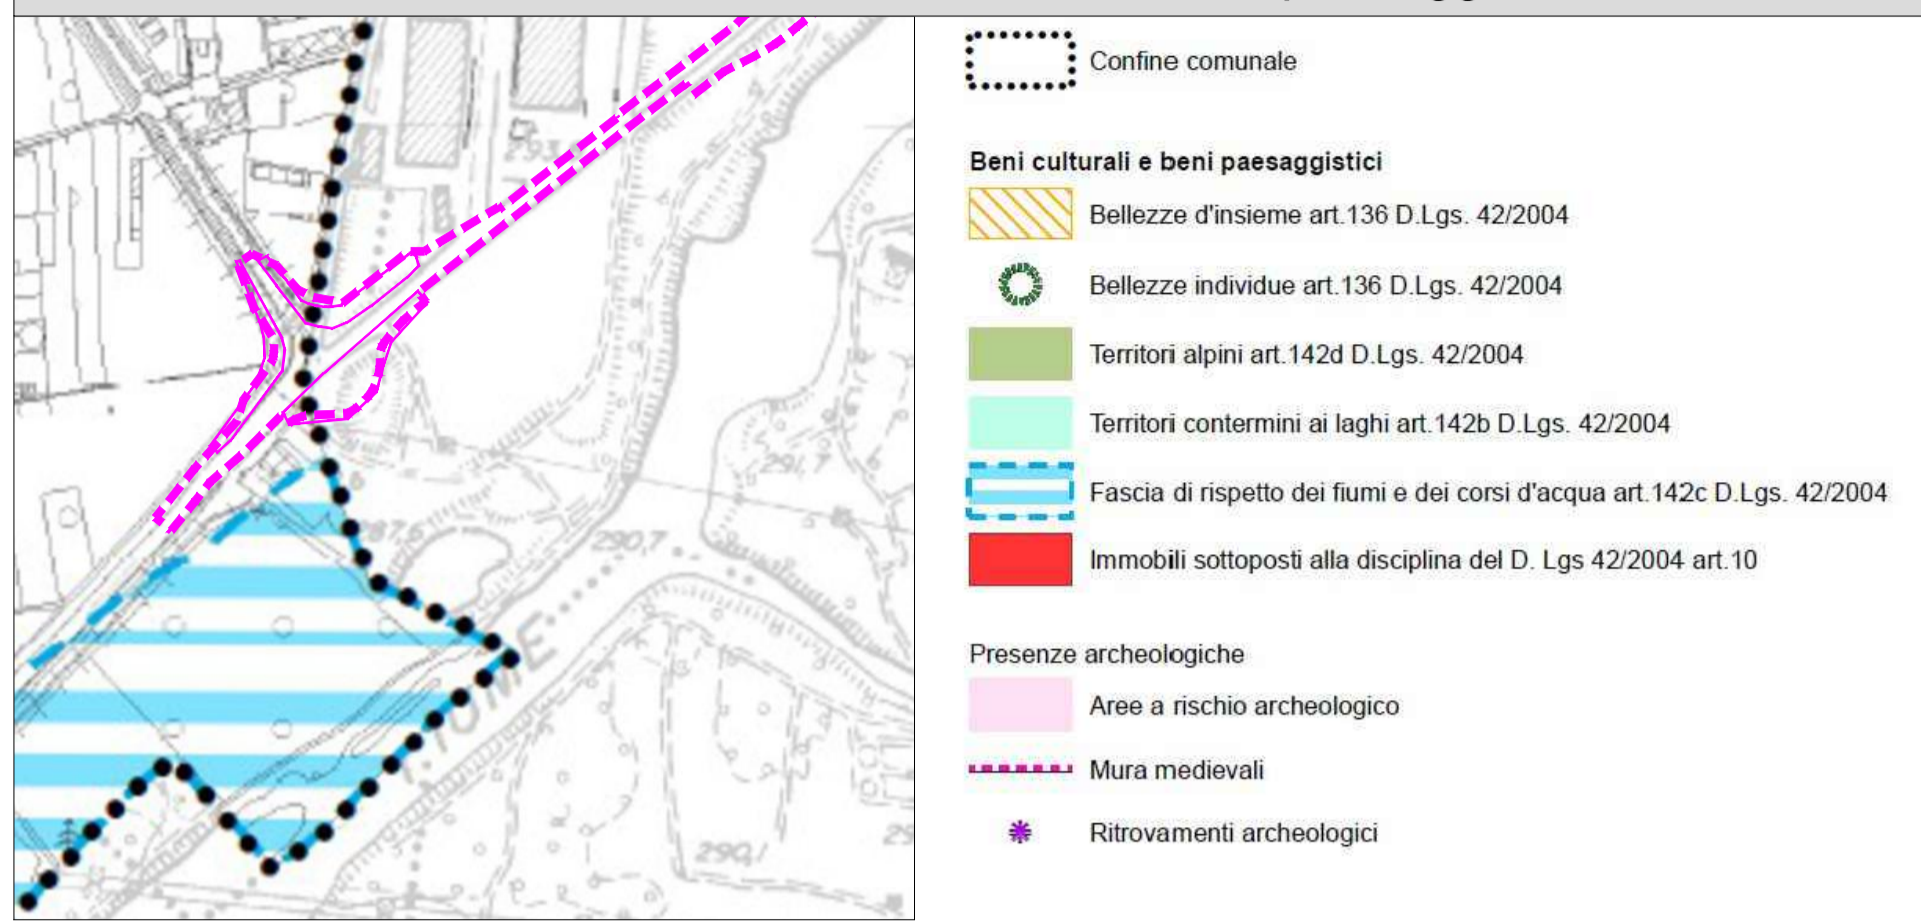 Confine comunale
Beni culturali e beni paesaggistici
Bellezze d'insieme art.136 D.Lgs. 42/2004
Bellezze individue art.136 D.Lgs. 42/2004
Territori alpini art.142d D.Lgs. 42/2004
Territori contermini ai laghi art.142b D.Lgs. 42/2004
Fascia di rispetto dei fiumi e dei corsi d'acqua art.142c D.Lgs. 42/2004
Immobili sottoposti alla disciplina del D. Lgs 42/2004 art.10
Presenze archeologiche
Aree a rischio archeologico
Mura medievali
Ritrovamenti archeologici
291,7
290,7
290,1